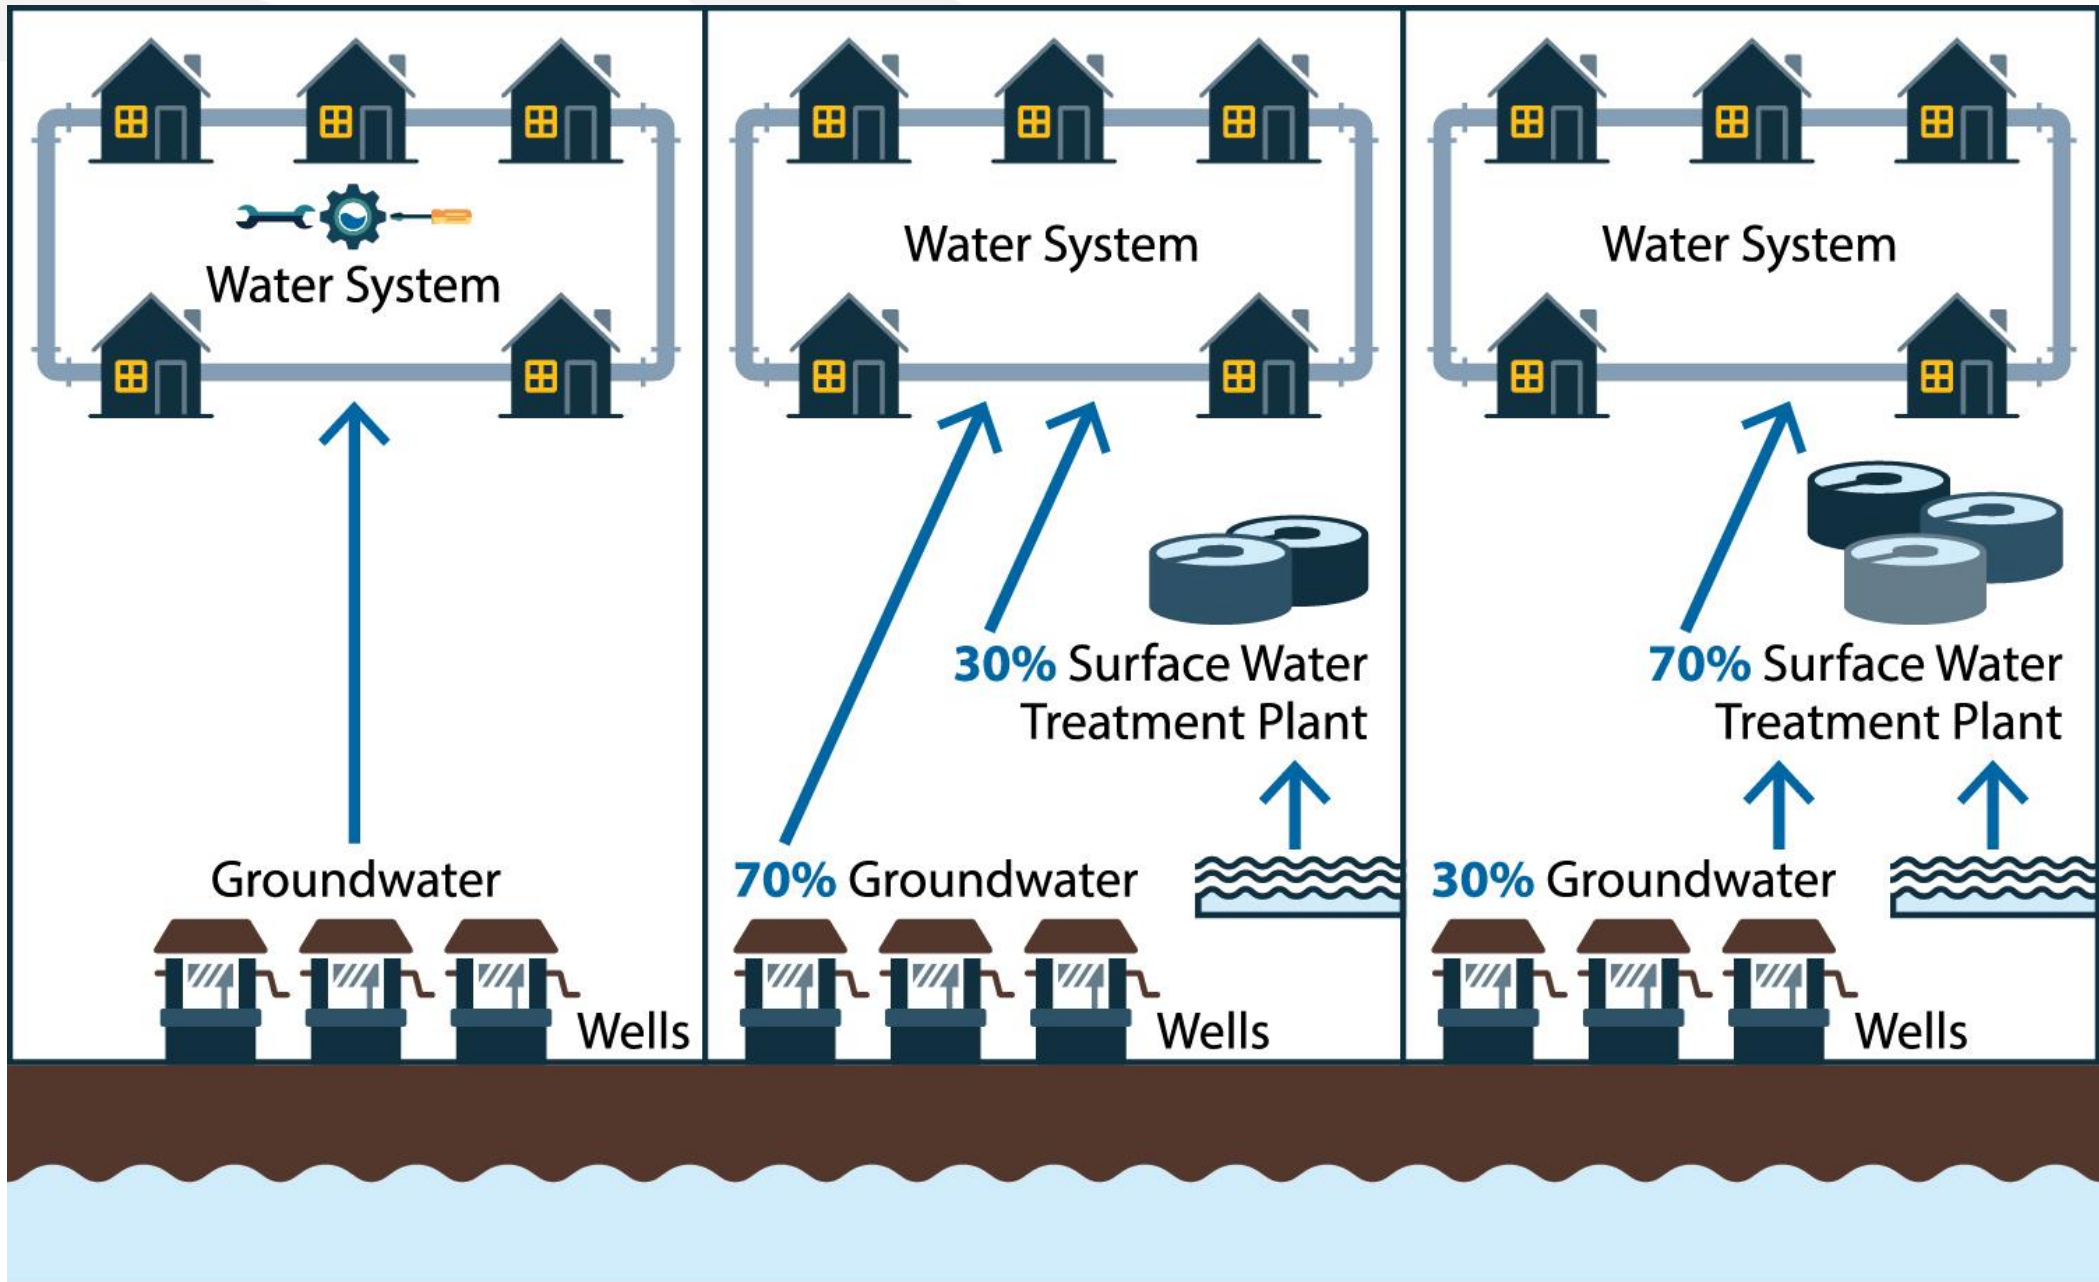 Water System
Groundwater
Wells
Water System
30% Surface Water
Treatment Plant
70% Groundwater
Wells
Water System
70% Surface Water
Treatment Plant
30% Groundwater
Wells